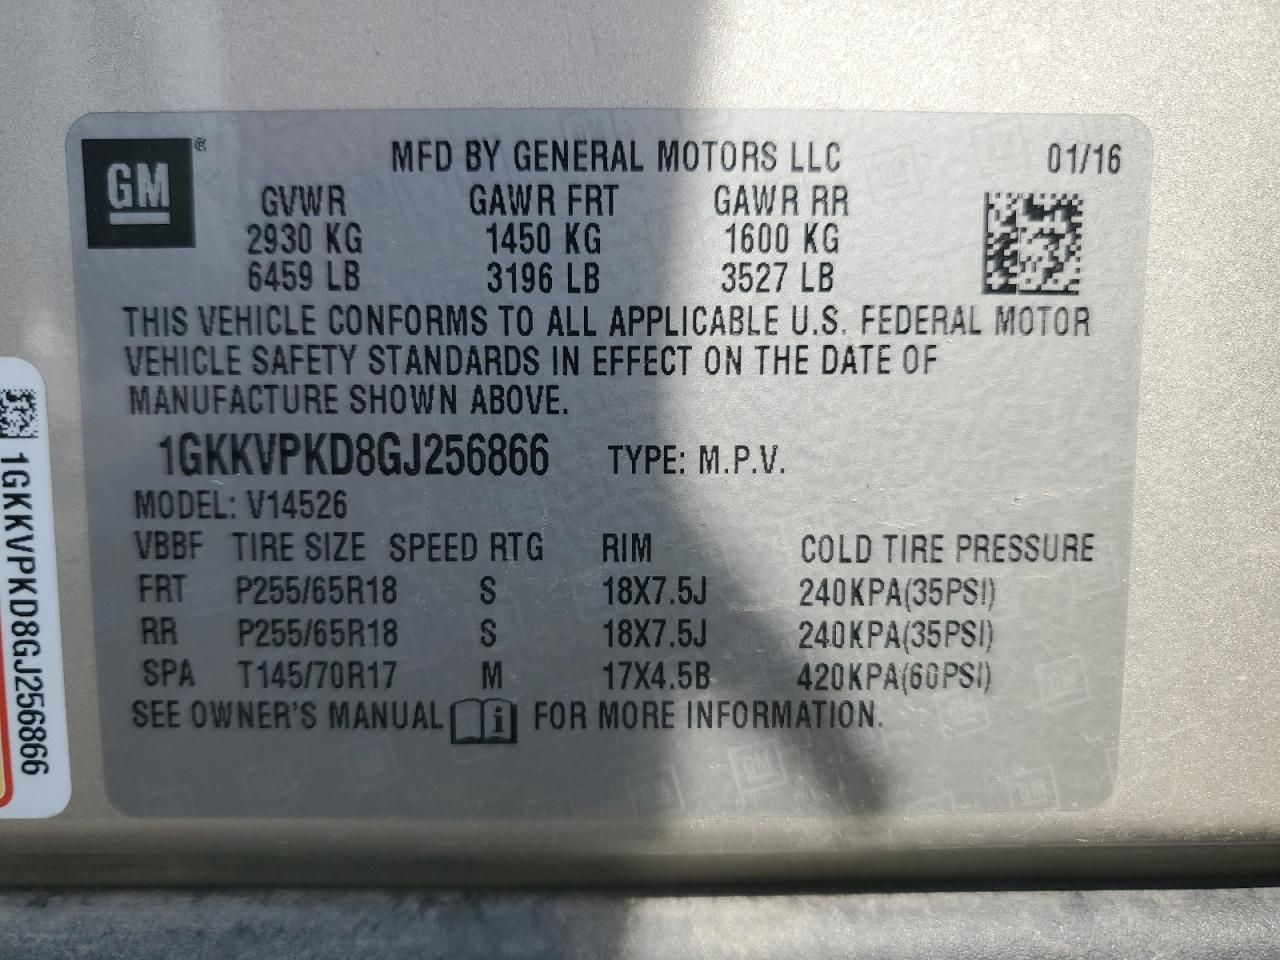 GM ®
MFD BY GENERAL MOTORS LLC 01/16
GVWR GAWR FRT GAWR RR
2930 KG 1450 KG 1600 KG
6459 LB 3196 LB 3527 LB
THIS VEHICLE CONFORMS TO ALL APPLICABLE U.S. FEDERAL MOTOR
VEHICLE SAFETY STANDARDS IN EFFECT ON THE DATE OF
MANUFACTURE SHOWN ABOVE.
1GKKVPKD8GJ256866 TYPE: M.P.V.
MODEL: V14526
VBBF TIRE SIZE SPEED RTG RIM COLD TIRE PRESSURE
FRT P255/65R18 S 18X7.5J 240KPA(35PSI)
RR P255/65R18 S 18X7.5J 240KPA(35PSI)
SPA T145/70R17 M 17X4.5B 420KPA(60PSI)
SEE OWNER'S MANUAL i FOR MORE INFORMATION.
1GKKVPKD8GJ256866